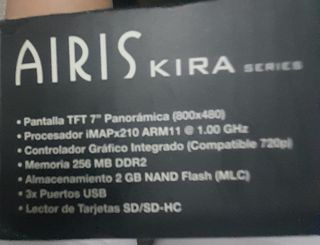 AIRIS KIRA SERIES
• Pantalla TFT 7" Panorámica (800x480)
• Procesador iMAPx210 ARM11 @ 1.00 GHz
• Controlador Gráfico Integrado (Compatible 720p)
• Memoria 256 MB DDR2
• Almacenamiento 2 GB NAND Flash (MLC)
• 3x Puertos USB
• Lector de Tarjetas SD/SD-HC